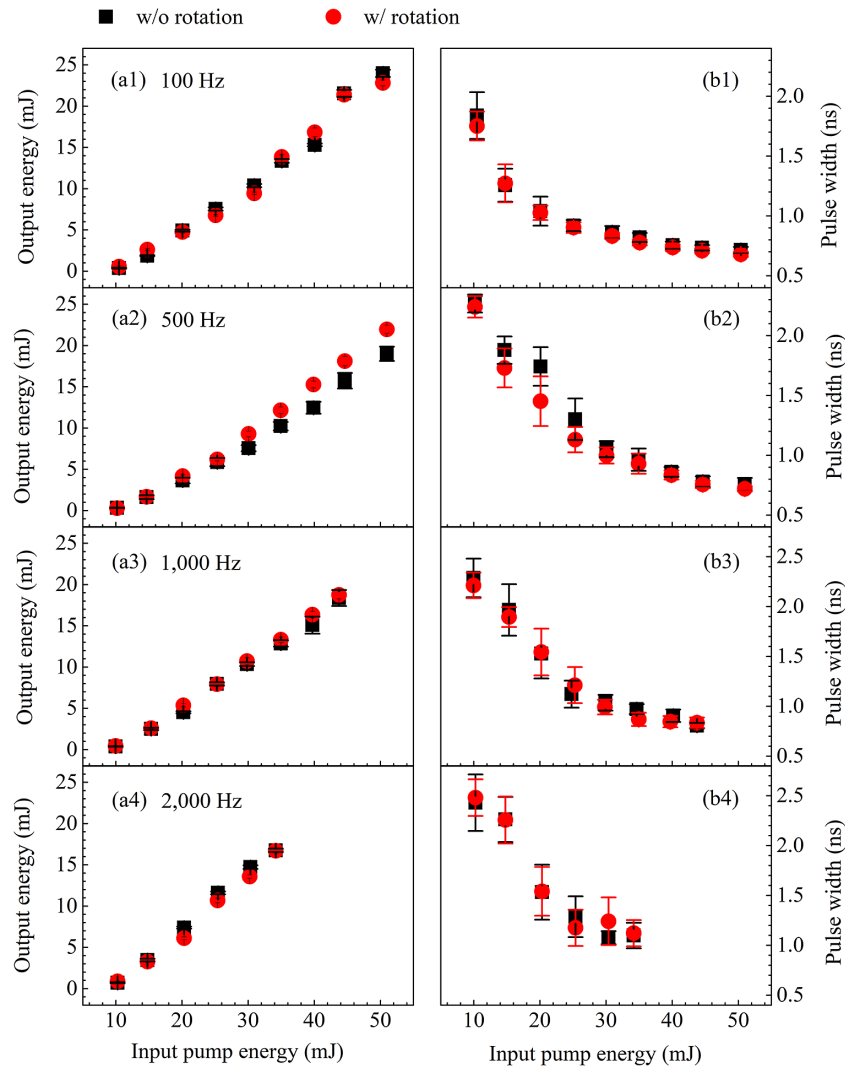 w/o rotation w/ rotation
(a1) 100 Hz
25
20
15
10
5
0
Output energy (mJ)
(b1)
2.0
1.5
1.0
0.5
Pulse width (ns)
(a2) 500 Hz
25
20
15
10
5
0
Output energy (mJ)
(b2)
2.0
1.5
1.0
0.5
Pulse width (ns)
(a3) 1,000 Hz
25
20
15
10
5
0
Output energy (mJ)
(b3)
2.5
2.0
1.5
1.0
0.5
Pulse width (ns)
(a4) 2,000 Hz
25
20
15
10
5
0
Output energy (mJ)
(b4)
2.5
2.0
1.5
1.0
0.5
Pulse width (ns)
10 20 30 40 50
Input pump energy (mJ)
10 20 30 40 50
Input pump energy (mJ)